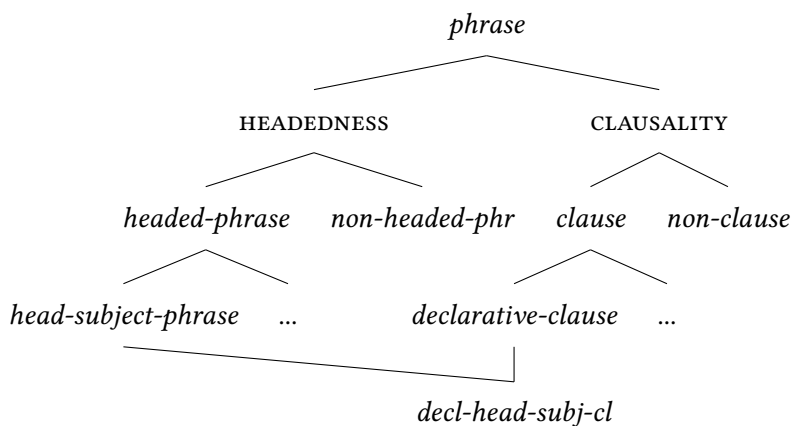 phrase
HEADEDNESS CLAUSALITY
headed-phrase non-headed-phr clause non-clause
head-subject-phrase ... declarative-clause ...
decl-head-subj-cl